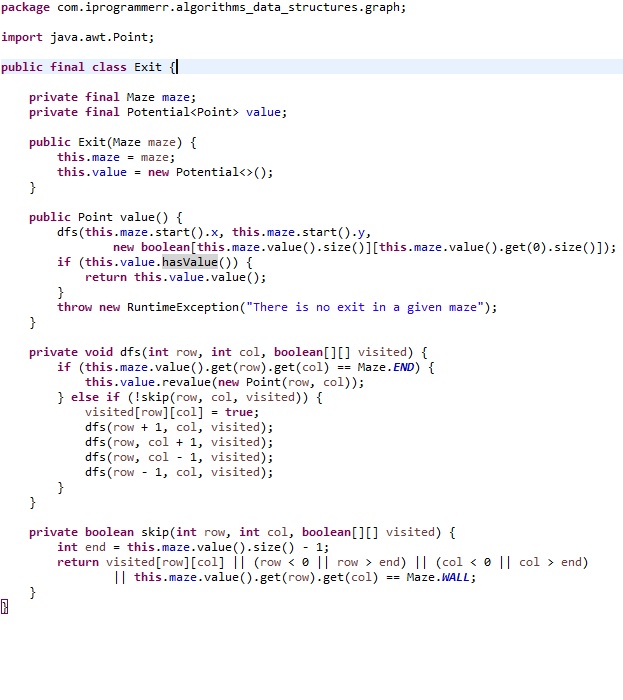 package com.iprogrammerr.algorithms_data_structures.graph;
import java.awt.Point;
public final class Exit {
private final Maze maze;
private final Potential<Point> value;
public Exit(Maze maze) {
this.maze = maze;
this.value = new Potential<>();
}
public Point value() {
dfs(this.maze.start().x, this.maze.start().y,
new boolean[this.maze.value().size()][this.maze.value().get(0).size()]);
if (this.value.hasValue()) {
return this.value.value();
}
throw new RuntimeException("There is no exit in a given maze");
}
private void dfs(int row, int col, boolean[][] visited) {
if (this.maze.value().get(row).get(col) == Maze.END) {
this.value.revalue(new Point(row, col));
} else if (!skip(row, col, visited)) {
visited[row][col] = true;
dfs(row + 1, col, visited);
dfs(row, col + 1, visited);
dfs(row, col - 1, visited);
dfs(row - 1, col, visited);
}
}
private boolean skip(int row, int col, boolean[][] visited) {
int end = this.maze.value().size() - 1;
return visited[row][col] || (row < 0 || row > end) || (col < 0 || col > end)
|| this.maze.value().get(row).get(col) == Maze.WALL;
}
}